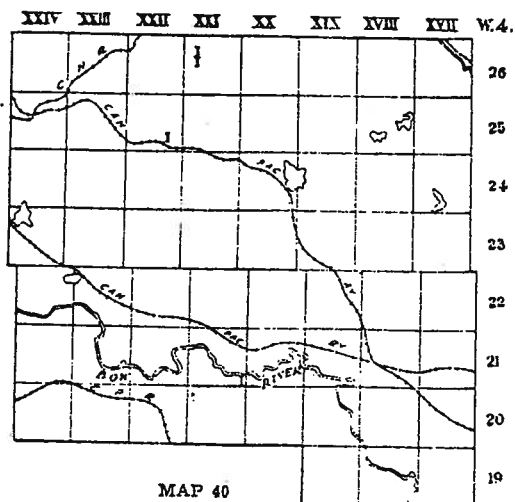 XXIV XXIII XXII XXI XX XIX XVIII XVII W.4.
26
C N R
25
CAN
PAC
24
23
22
CAN
RY
PAC RY
21
BOW RIVER
20
C P R
19
MAP 40